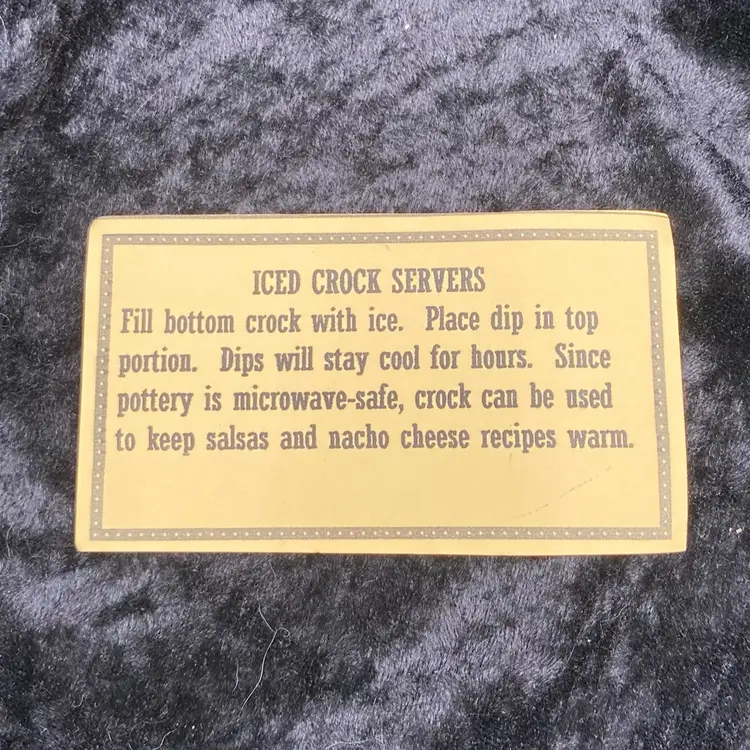 ICED CROCK SERVERS
Fill bottom crock with ice. Place dip in top
portion. Dips will stay cool for hours. Since
pottery is microwave-safe, crock can be used
to keep salsas and nacho cheese recipes warm.